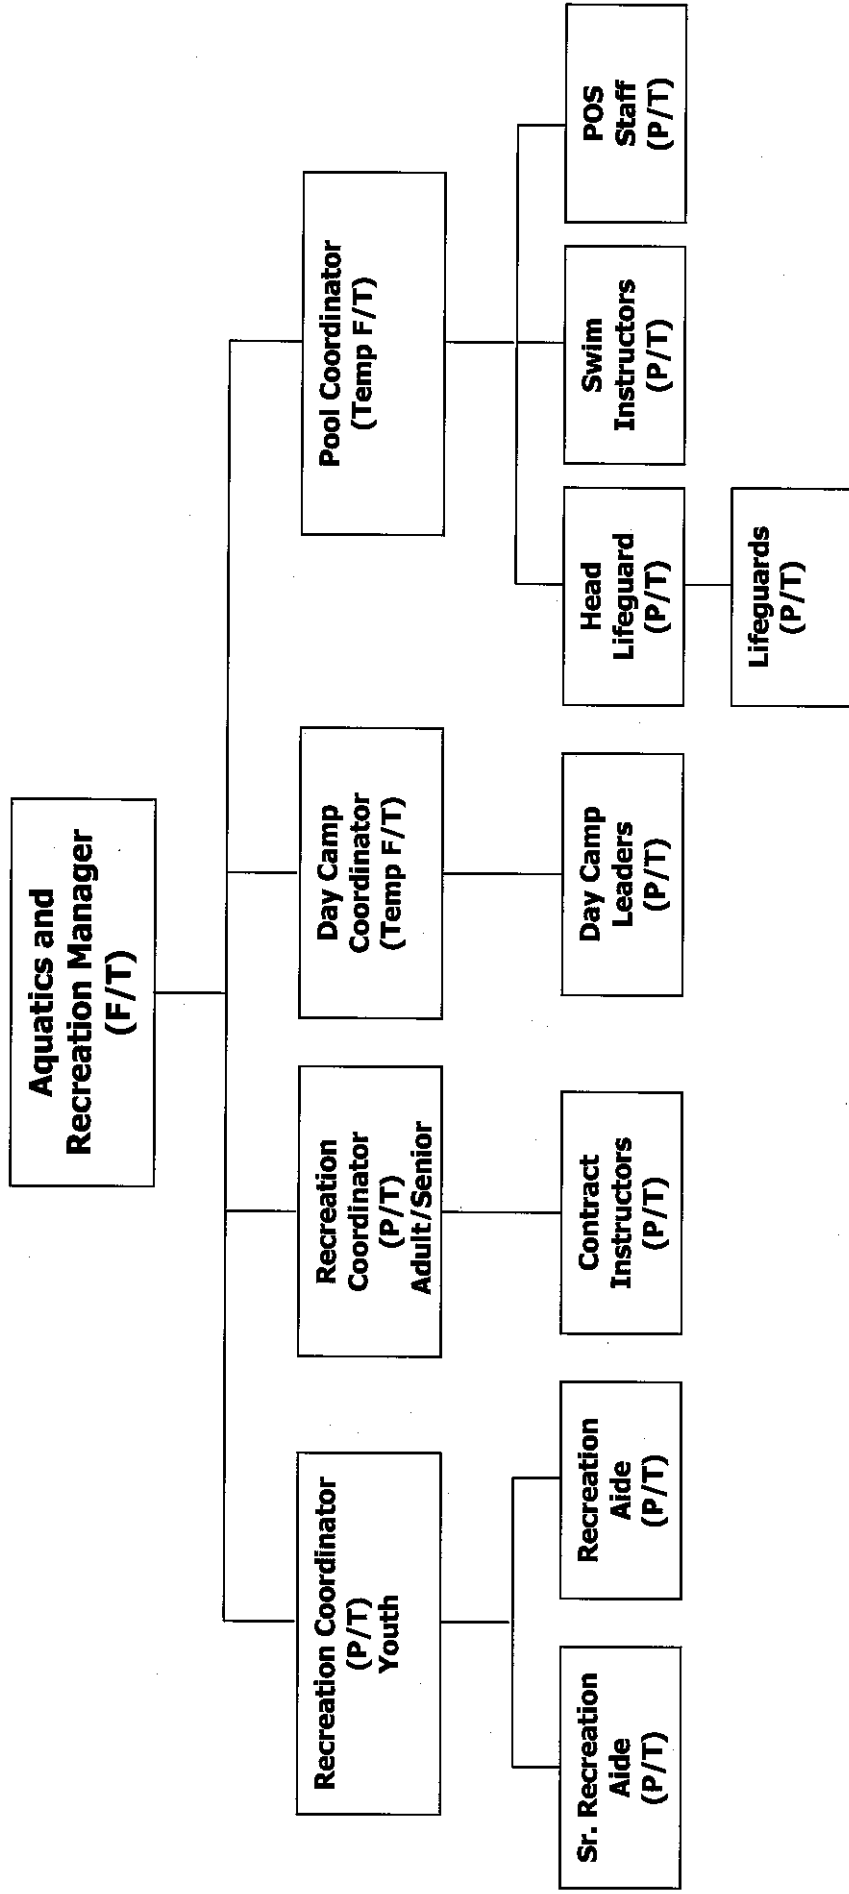 Aquatics and
Recreation Manager
(F/T)
Recreation Coordinator
(P/T)
Youth
Recreation
Coordinator
(P/T)
Adult/Senior
Day Camp
Coordinator
(Temp F/T)
Pool Coordinator
(Temp F/T)
Sr. Recreation
Aide
(P/T)
Recreation
Aide
(P/T)
Contract
Instructors
(P/T)
Day Camp
Leaders
(P/T)
Head
Lifeguard
(P/T)
Swim
Instructors
(P/T)
POS
Staff
(P/T)
Lifeguards
(P/T)